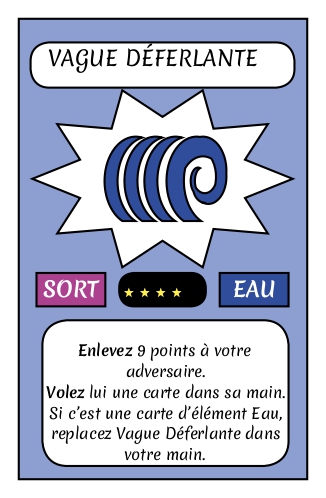 VAGUE DÉFERLANTE
SORT
EAU
Enlevez 9 points à votre
adversaire.
Volez lui une carte dans sa main.
Si c'est une carte d'élément Eau,
replacez Vague Déferlante dans
votre main.